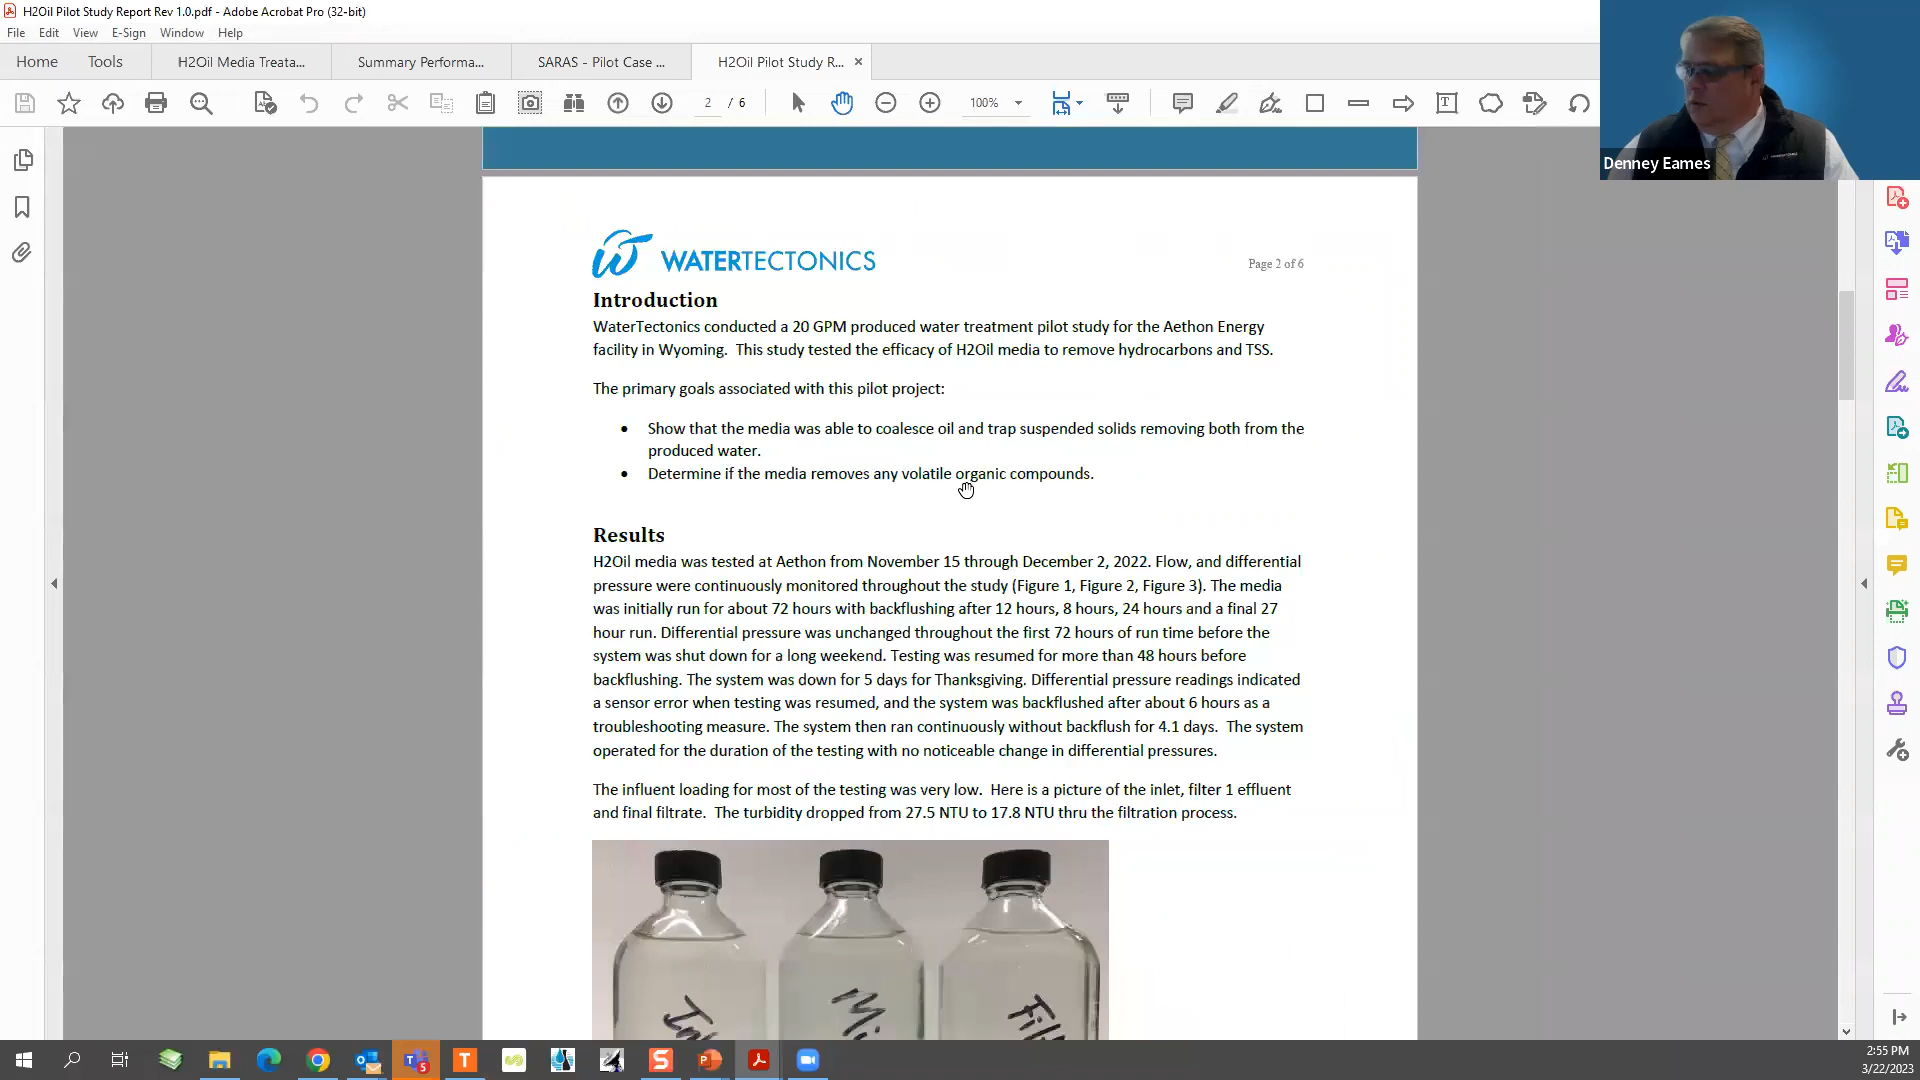 H2Oil Pilot Study Report Rev 1.0.pdf - Adobe Acrobat Pro (32-bit)
File Edit View E-Sign Window Help
Home Tools H2Oil Media Treata... Summary Performa... SARAS - Pilot Case ... H2Oil Pilot Study R...
2 / 6 100%
Denney Eames
WATERTECTONICS
Page 2 of 6
Introduction
WaterTectonics conducted a 20 GPM produced water treatment pilot study for the Aethon Energy
facility in Wyoming. This study tested the efficacy of H2Oil media to remove hydrocarbons and TSS.
The primary goals associated with this pilot project:
• Show that the media was able to coalesce oil and trap suspended solids removing both from the
produced water.
• Determine if the media removes any volatile organic compounds.
Results
H2Oil media was tested at Aethon from November 15 through December 2, 2022. Flow, and differential
pressure were continuously monitored throughout the study (Figure 1, Figure 2, Figure 3). The media
was initially run for about 72 hours with backflushing after 12 hours, 8 hours, 24 hours and a final 27
hour run. Differential pressure was unchanged throughout the first 72 hours of run time before the
system was shut down for a long weekend. Testing was resumed for more than 48 hours before
backflushing. The system was down for 5 days for Thanksgiving. Differential pressure readings indicated
a sensor error when testing was resumed, and the system was backflushed after about 6 hours as a
troubleshooting measure. The system then ran continuously without backflush for 4.1 days. The system
operated for the duration of the testing with no noticeable change in differential pressures.
The influent loading for most of the testing was very low. Here is a picture of the inlet, filter 1 effluent
and final filtrate. The turbidity dropped from 27.5 NTU to 17.8 NTU thru the filtration process.
2:55 PM
3/22/2023